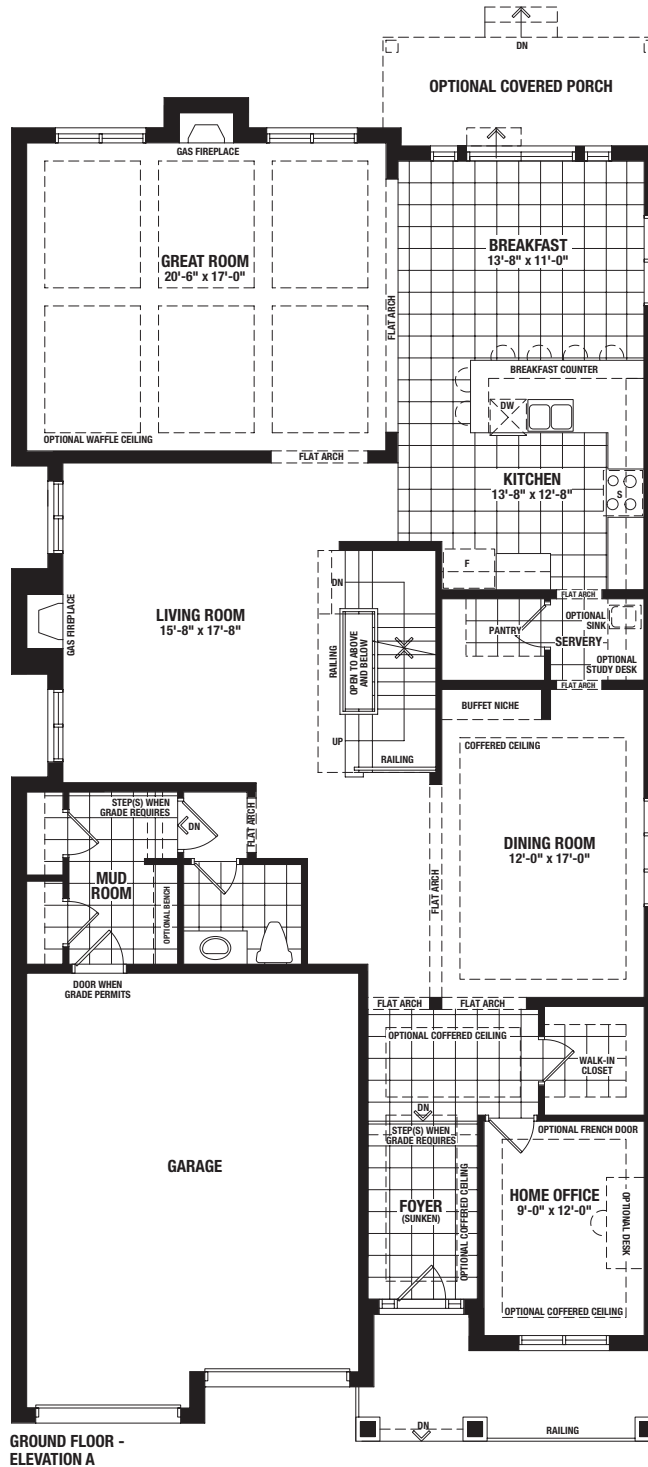 DN
OPTIONAL COVERED PORCH
GAS FIREPLACE
GREAT ROOM
20'-6" x 17'-0"
BREAKFAST
13'-8" x 11'-0"
FLAT ARCH
BREAKFAST COUNTER
DW
OPTIONAL WAFFLE CEILING
FLAT ARCH
KITCHEN
13'-8" x 12'-8"
S
F
DN
GAS FIREPLACE
LIVING ROOM
15'-8" x 17'-8"
RAILING
OPEN TO ABOVE
AND BELOW
UP
RAILING
FLAT ARCH
PANTRY
OPTIONAL
SINK
SERVERY
OPTIONAL
STUDY DESK
FLAT ARCH
BUFFET NICHE
COFFERED CEILING
DINING ROOM
12'-0" x 17'-0"
FLAT ARCH
STEP(S) WHEN
GRADE REQUIRES
DN
FLAT ARCH
MUD
ROOM
OPTIONAL BENCH
DOOR WHEN
GRADE PERMITS
FLAT ARCH
FLAT ARCH
OPTIONAL COFFERED CEILING
WALK-IN
CLOSET
DN
STEP(S) WHEN
GRADE REQUIRES
OPTIONAL FRENCH DOOR
GARAGE
FOYER
(SUNKEN)
OPTIONAL COFFERED CEILING
HOME OFFICE
9'-0" x 12'-0"
OPTIONAL DESK
OPTIONAL COFFERED CEILING
DN
RAILING
GROUND FLOOR -
ELEVATION A